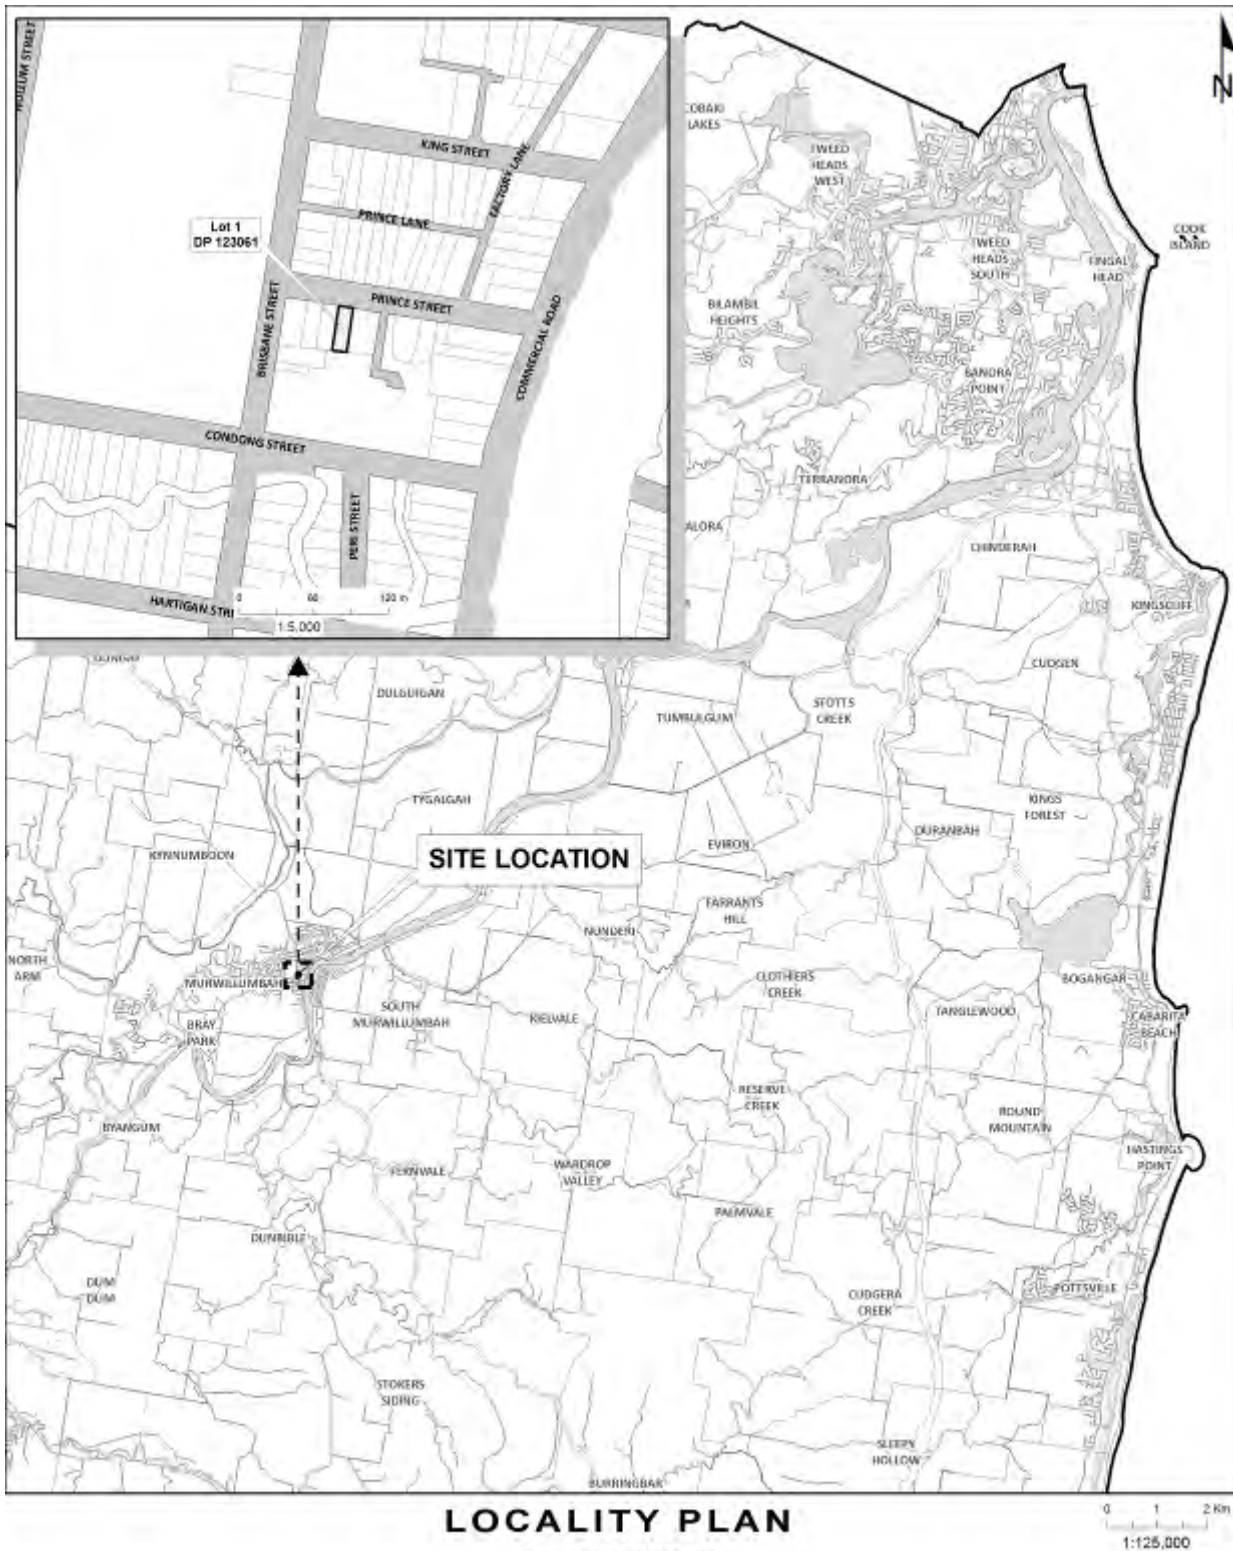 KING STREET
FACTORY LANE
PRINCE LANE
Lot 1
DP 123061
PRINCE STREET
BRISBANE STREET
COMMERCIAL ROAD
CONDONG STREET
PERI STREET
HARTIGAN STRE
0 60 120 m
1:5,000
N
COBAKI
LAKES
TWEED
HEADS
WEST
COOK
ISLAND
TWEED
HEADS
SOUTH
FINGAL
HEAD
BILAMBIL
HEIGHTS
BANORA
POINT
TERRANORA
ALORA
CHINDERAH
KINGSCLIFF
CUDGEN
DULGUIGAN
TUMBULGUM
STOTTS
CREEK
TYGALGAH
KINGS
FOREST
DURANBAH
EVIRON
SITE LOCATION
KYNNUMBOON
FARRANTS
HILL
NUNDERI
NORTH
ARM
MURWILLUMBAH
CLOTHIERS
CREEK
BOGANGAR
SOUTH
MURWILLUMBAH
KIELVALE
TANGLEWOOD
CABARITA
BEACH
BRAY
PARK
RESERVE
CREEK
ROUND
MOUNTAIN
BYANGUM
HASTINGS
POINT
FERNVALE
WARDROP
VALLEY
PALMVALE
DUNBIBLE
DUM
DUM
CUDGERA
CREEK
POTTSVILLE
STOKERS
SIDING
SLEEPY
HOLLOW
BURRINGBAR
LOCALITY PLAN
0 1 2 Km
1:125,000